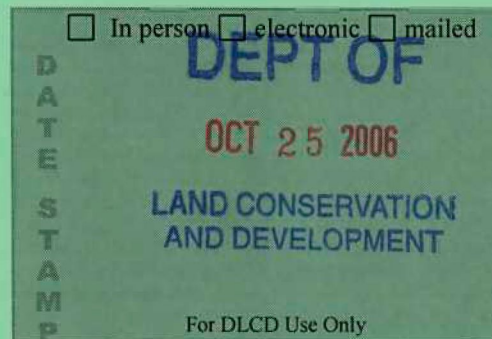 ☐ In person ☐ electronic ☐ mailed
DATE STAMP
DEPT OF
OCT 25 2006
LAND CONSERVATION
AND DEVELOPMENT
For DLCD Use Only